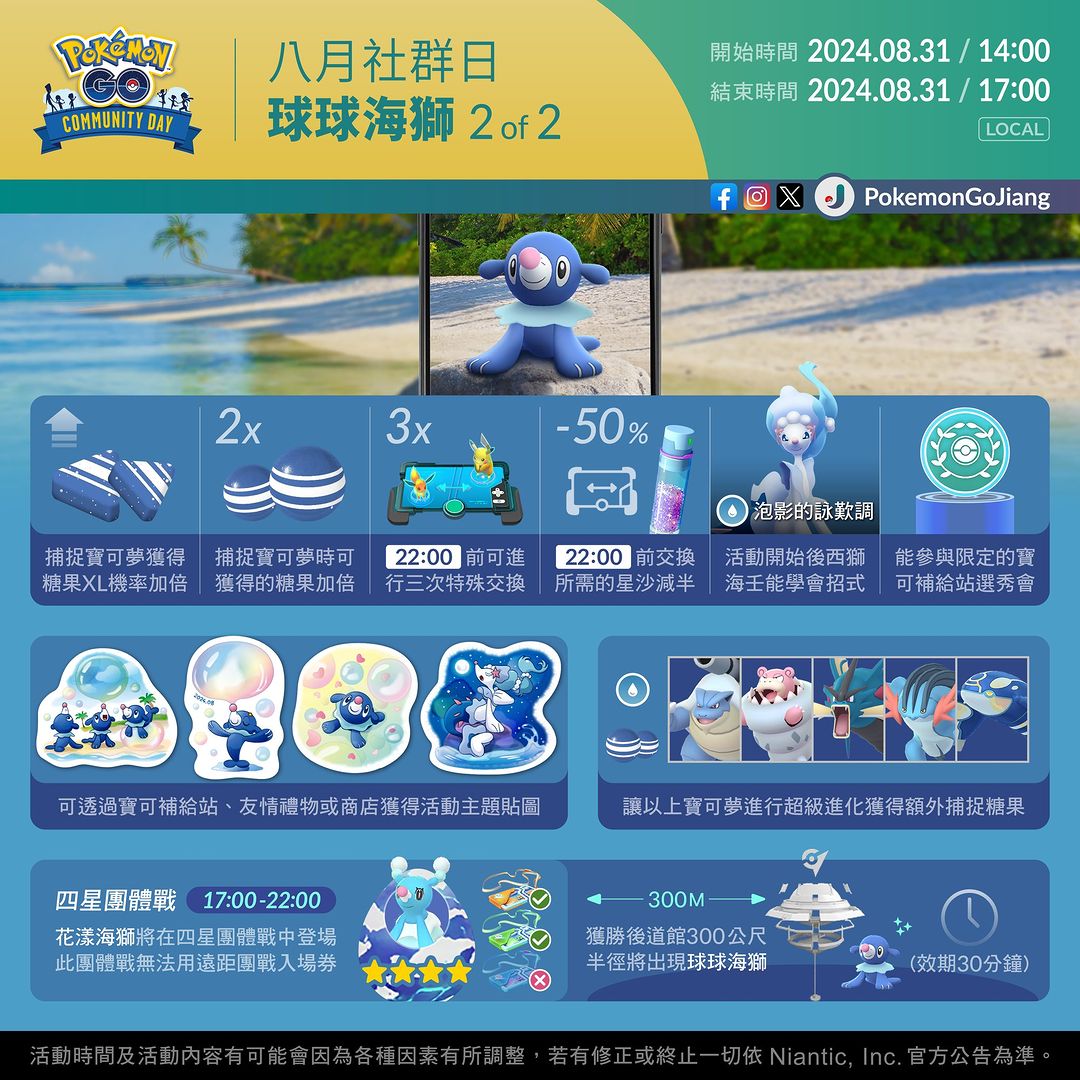 POKÉMON
GO
COMMUNITY DAY
八月社群日
球球海獅 2 of 2
開始時間 2024.08.31 / 14:00
結束時間 2024.08.31 / 17:00
LOCAL
PokemonGoJiang
捕捉寶可夢獲得
糖果XL機率加倍
2x
捕捉寶可夢時可
獲得的糖果加倍
3x
22:00 前可進
行三次特殊交換
-50%
22:00 前交換
所需的星沙減半
泡影的詠歎調
活動開始後西獅
海壬能學會招式
能參與限定的寶
可補給站選秀會
2024.08
可透過寶可補給站、友情禮物或商店獲得活動主題貼圖
讓以上寶可夢進行超級進化獲得額外捕捉糖果
四星團體戰 17:00-22:00
花漾海獅將在四星團體戰中登場
此團體戰無法用遠距團戰入場券
300M
獲勝後道館300公尺
半徑將出現球球海獅
(效期30分鐘)
活動時間及活動內容有可能會因為各種因素有所調整，若有修正或終止一切依 Niantic, Inc. 官方公告為準。